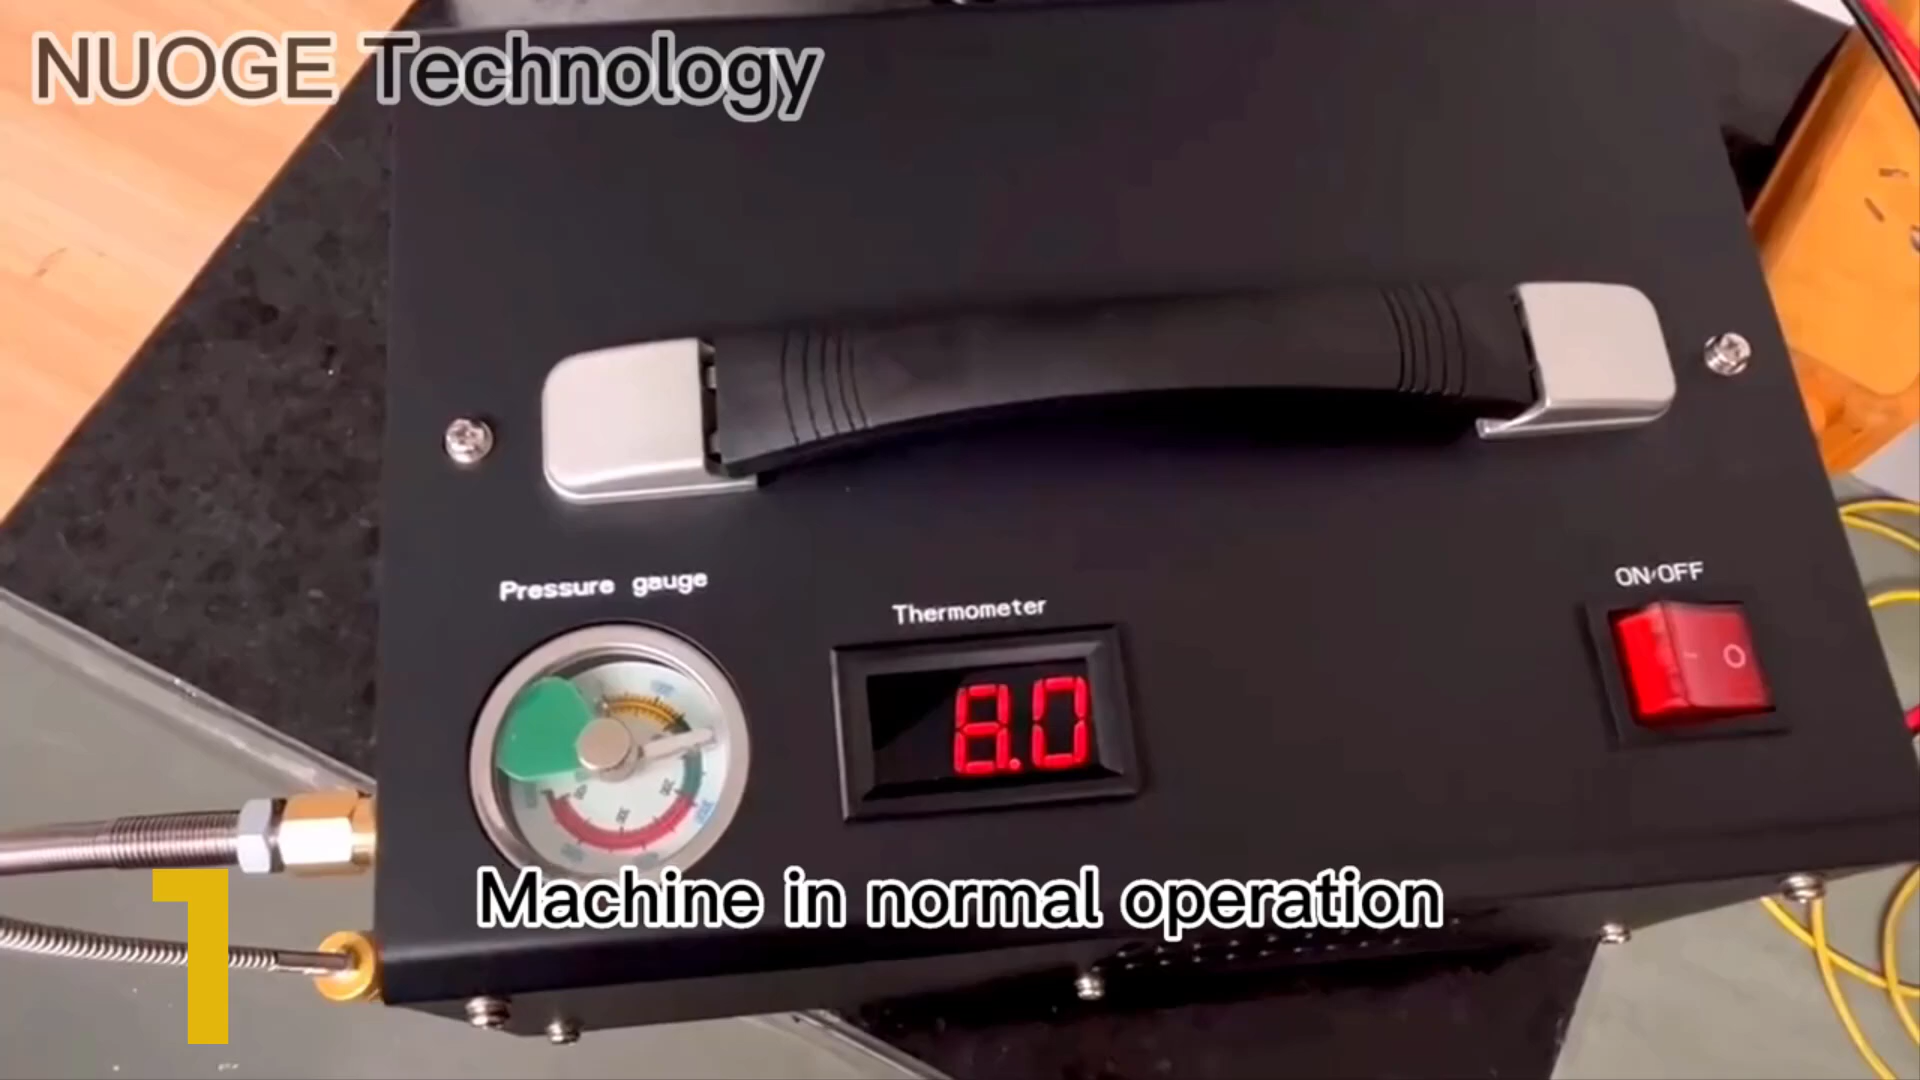 NUOGE Technology
Pressure gauge
Thermometer
8.0
ON/OFF
- O
Machine in normal operation
1